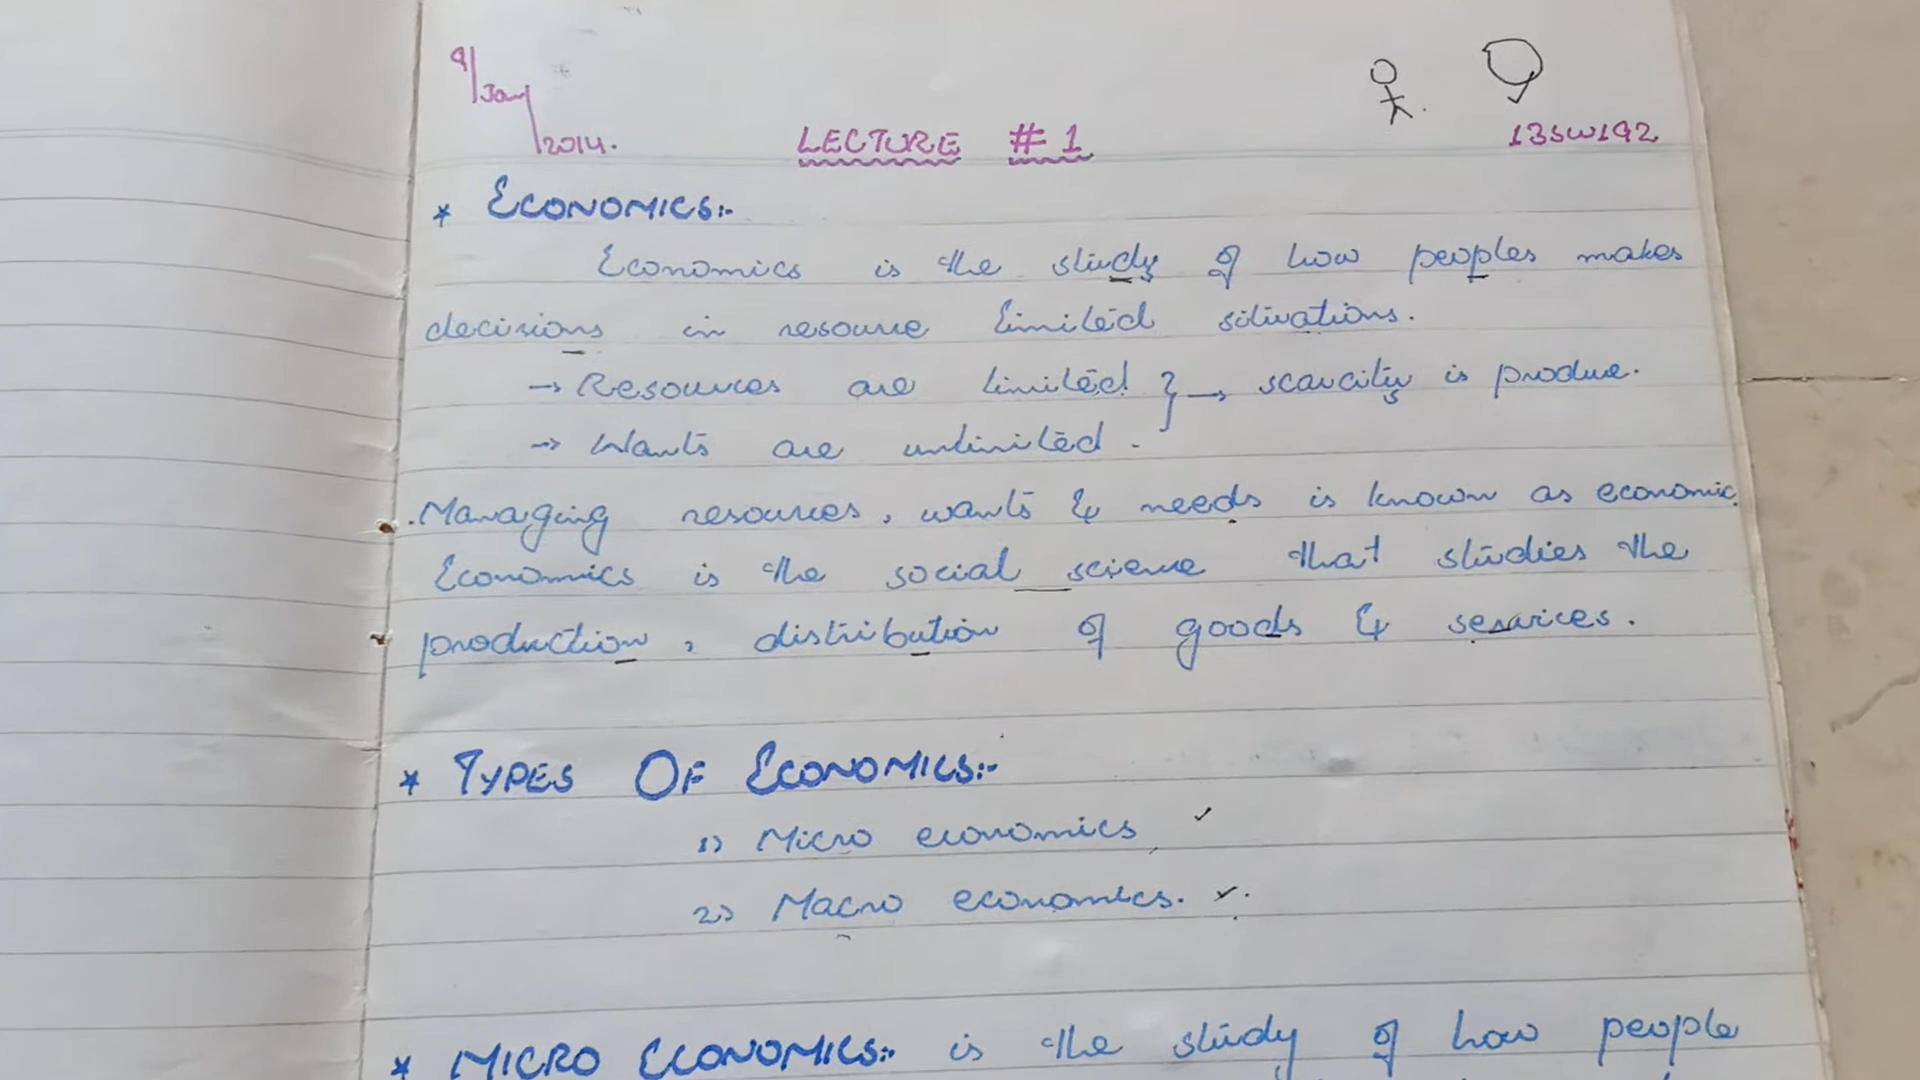 9/Jan/2014.
LECTURE # 1
13SW192
* ECONOMICS:-
Economics is the study of how peoples makes
decisions in resource limited situations.
→ Resources are limited } → scarcity is produce.
→ Wants are unlimited.
.Managing resources, wants & needs is known as economic
Economics is the social science that studies the
production, distribution of goods & services.
* TYPES OF ECONOMICS:-
1) Micro economics ✓
2) Macro economics. ✓.
* MICRO ECONOMICS:- is the study of how people